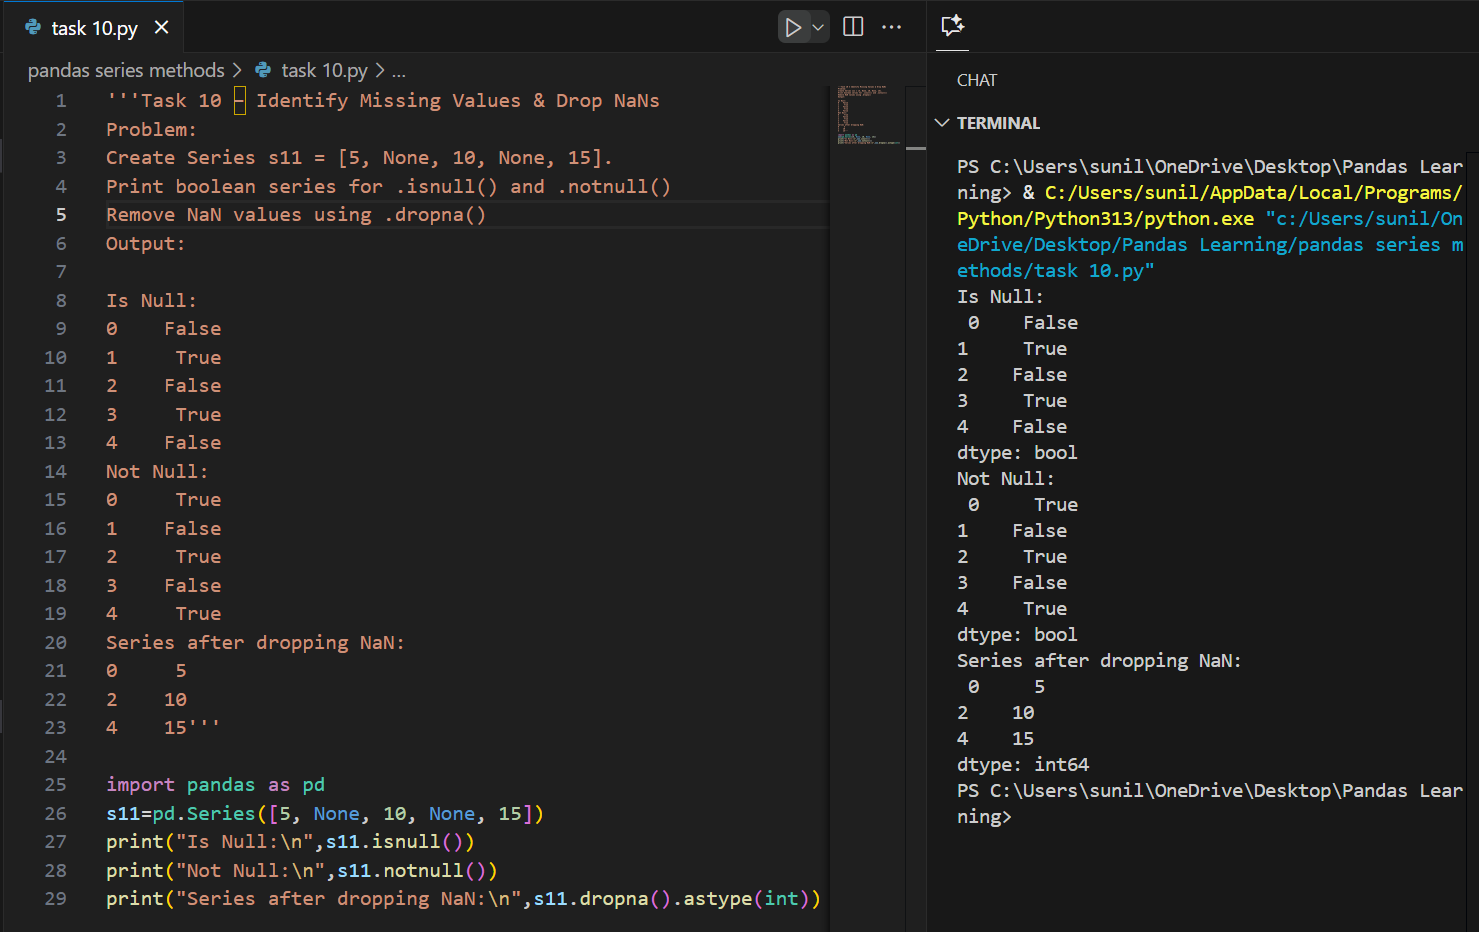 task 10.py
pandas series methods > task 10.py > ...
1 '''Task 10 - Identify Missing Values & Drop NaNs
2 Problem:
3 Create Series s11 = [5, None, 10, None, 15].
4 Print boolean series for .isnull() and .notnull()
5 Remove NaN values using .dropna()
6 Output:
7
8 Is Null:
9 0    False
10 1     True
11 2    False
12 3     True
13 4    False
14 Not Null:
15 0     True
16 1    False
17 2     True
18 3    False
19 4     True
20 Series after dropping NaN:
21 0     5
22 2    10
23 4    15'''
24
25 import pandas as pd
26 s11=pd.Series([5, None, 10, None, 15])
27 print("Is Null:\n",s11.isnull())
28 print("Not Null:\n",s11.notnull())
29 print("Series after dropping NaN:\n",s11.dropna().astype(int))
CHAT
TERMINAL
PS C:\Users\sunil\OneDrive\Desktop\Pandas Lear
ning> & C:/Users/sunil/AppData/Local/Programs/
Python/Python313/python.exe "c:/Users/sunil/On
eDrive/Desktop/Pandas Learning/pandas series m
ethods/task 10.py"
Is Null:
 0    False
1     True
2    False
3     True
4    False
dtype: bool
Not Null:
 0     True
1    False
2     True
3    False
4     True
dtype: bool
Series after dropping NaN:
 0     5
2    10
4    15
dtype: int64
PS C:\Users\sunil\OneDrive\Desktop\Pandas Lear
ning>